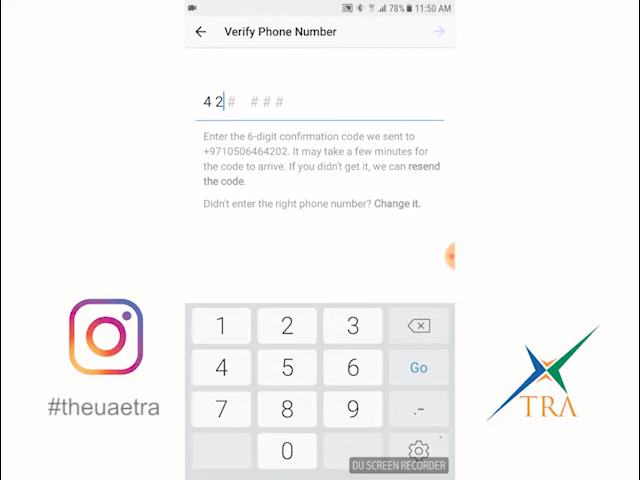 78% 11:50 AM
Verify Phone Number
4 2 # # # #
Enter the 6-digit confirmation code we sent to
+9710506464202. It may take a few minutes for
the code to arrive. If you didn't get it, we can resend
the code.
Didn't enter the right phone number? Change it.
1 2 3
4 5 6 Go
7 8 9 .-
0
DU SCREEN RECORDER
#theuaetra
TRA